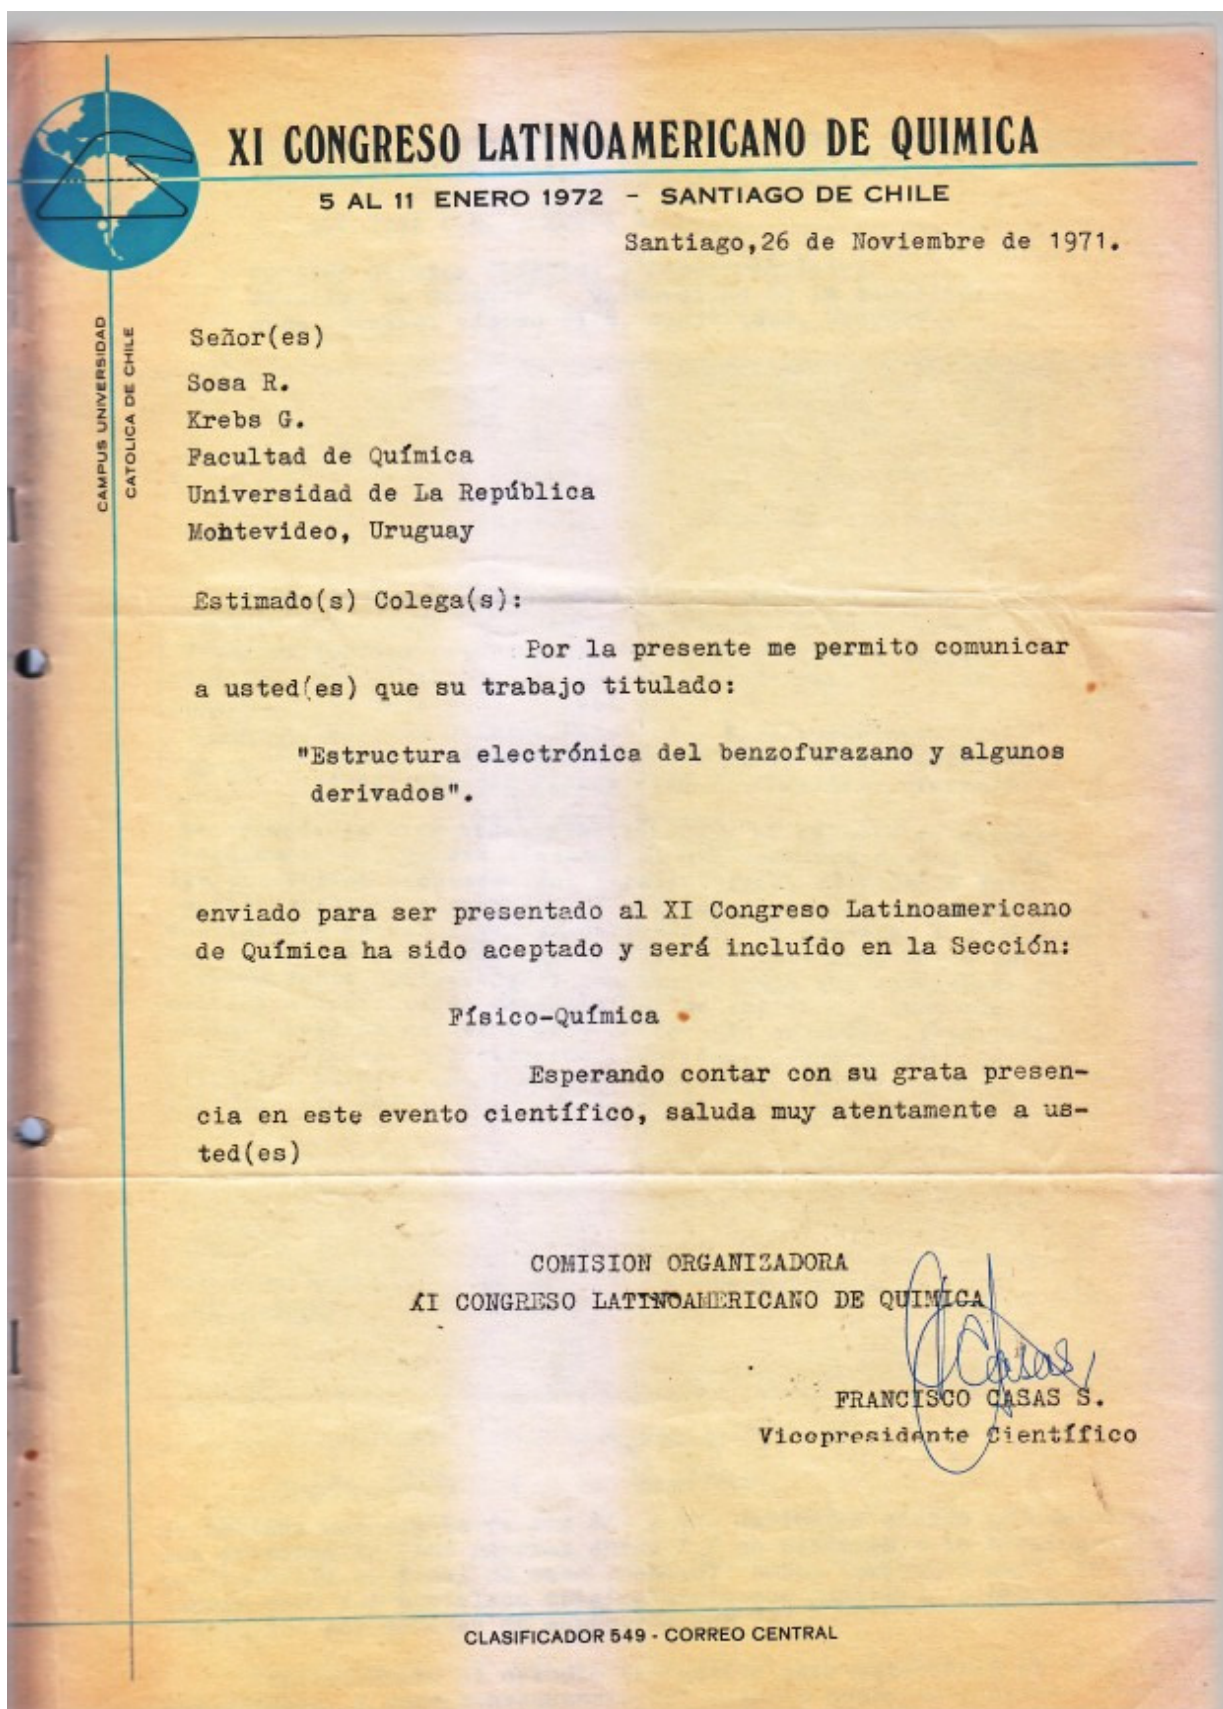 XI CONGRESO LATINOAMERICANO DE QUIMICA
5 AL 11 ENERO 1972 - SANTIAGO DE CHILE
Santiago,26 de Noviembre de 1971.
CAMPUS UNIVERSIDAD
CATOLICA DE CHILE
Señor(es)
Sosa R.
Krebs G.
Facultad de Química
Universidad de La República
Montevideo, Uruguay
Estimado(s) Colega(s):
Por la presente me permito comunicar
a usted(es) que su trabajo titulado:
"Estructura electrónica del benzofurazano y algunos
derivados".
enviado para ser presentado al XI Congreso Latinoamericano
de Química ha sido aceptado y será incluído en la Sección:
Físico-Química
Esperando contar con su grata presen-
cia en este evento científico, saluda muy atentamente a us-
ted(es)
COMISION ORGANIZADORA
XI CONGRESO LATINOAMERICANO DE QUIMICA
Casas
FRANCISCO CASAS S.
Vicepresidente Científico
CLASIFICADOR 549 - CORREO CENTRAL